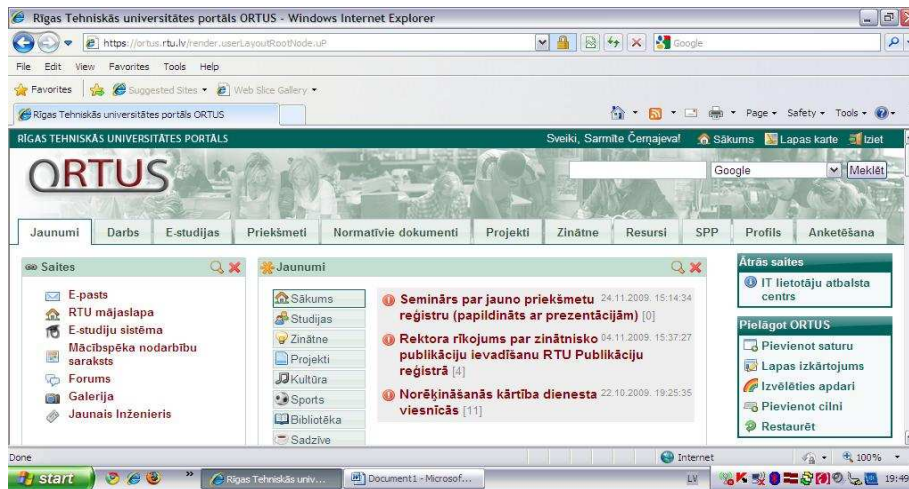 Rīgas Tehniskās universitātes portāls ORTUS - Windows Internet Explorer
https://ortus.rtu.lv/render.userLayoutRootNode.uP
Google
File Edit View Favorites Tools Help
Favorites Suggested Sites Web Slice Gallery
Rīgas Tehniskās universitātes portāls ORTUS
Page Safety Tools
RĪGAS TEHNISKĀS UNIVERSITĀTES PORTĀLS
Sveiki, Sarmīte Čerņajeva! Sākums Lapas karte Iziet
ORTUS
Google Meklēt
Jaunumi Darbs E-studijas Priekšmeti Normatīvie dokumenti Projekti Zinātne Resursi SPP Profils Anketēšana
Saites
E-pasts
RTU mājaslapa
E-studiju sistēma
Mācībspēka nodarbību
saraksts
Forums
Galerija
Jaunais Inženieris
Jaunumi
Sākums
Studijas
Zinātne
Projekti
Kultūra
Sports
Bibliotēka
Sadzīve
Seminārs par jauno priekšmetu 24.11.2009. 15:14:34
reģistru (papildināts ar prezentācijām) [0]
Rektora rīkojums par zinātnisko 04.11.2009. 15:37:27
publikāciju ievadīšanu RTU Publikāciju
reģistrā [4]
Norēķināšanās kārtība dienesta 22.10.2009. 19:25:35
viesnīcās [11]
Ātrās saites
IT lietotāju atbalsta
centrs
Pielāgot ORTUS
Pievienot saturu
Lapas izkārtojums
Izvēlēties apdari
Pievienot cilni
Restaurēt
Done Internet 100%
start Rīgas Tehniskās univ... Document1 - Microsof... LV 19:49